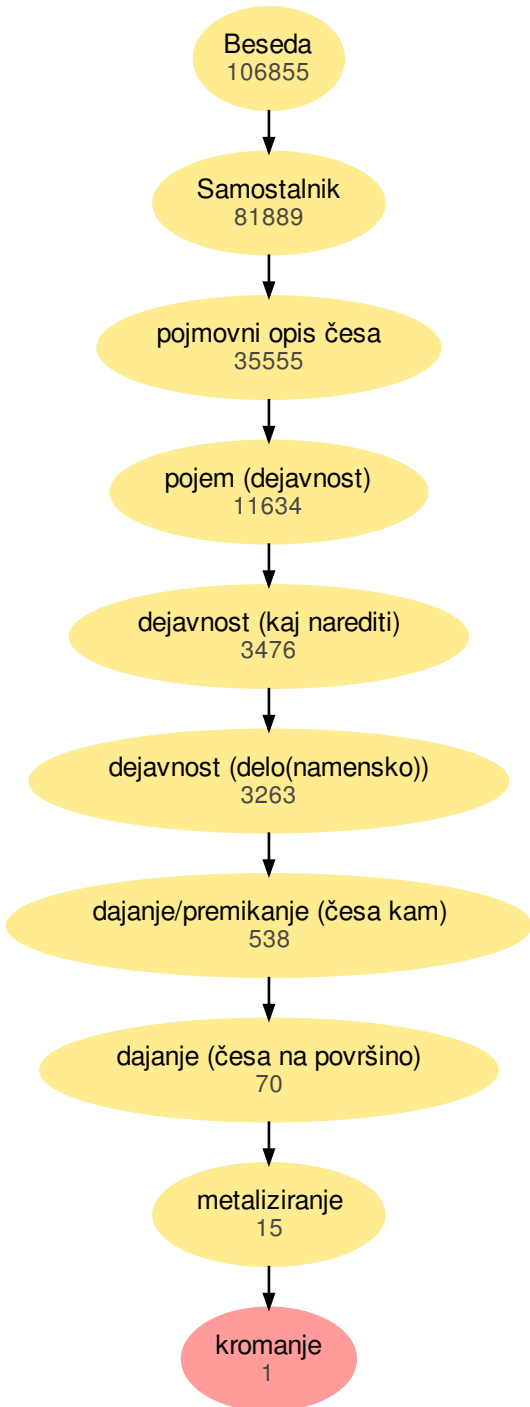 Beseda
106855
Samostalnik
81889
pojmovni opis česa
35555
pojem (dejavnost)
11634
dejavnost (kaj narediti)
3476
dejavnost (delo(namensko))
3263
dajanje/premikanje (česa kam)
538
dajanje (česa na površino)
70
metaliziranje
15
kromanje
1